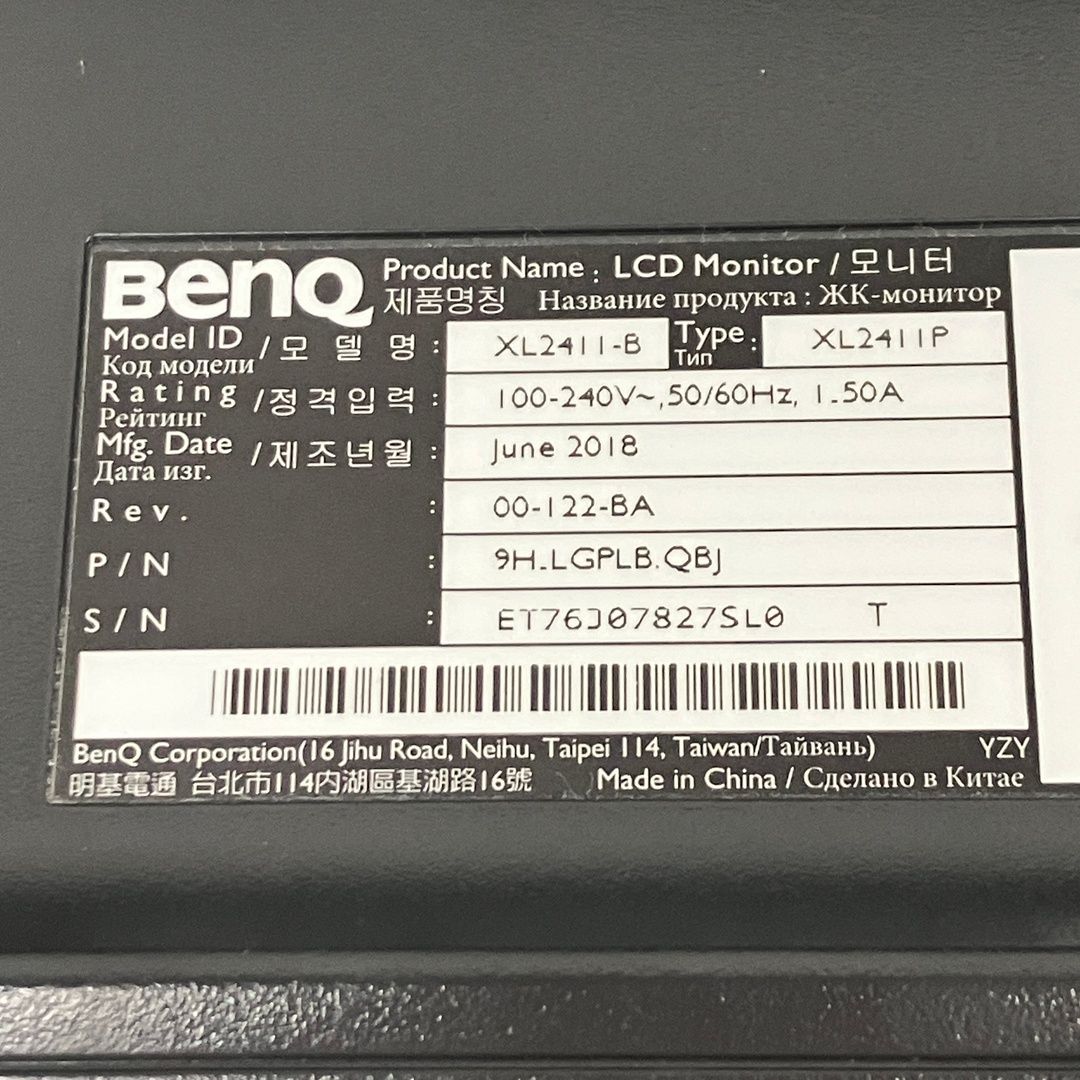 BenQ
Product Name : LCD Monitor / 모니터
제품명칭 Название продукта : ЖК-монитор
Model ID / 모 델 명 : XL2411-B Type : XL2411P
Код модели Тип
Rating / 정격입력 : 100-240V~,50/60Hz, 1.50A
Рейтинг
Mfg. Date / 제조년월 : June 2018
Дата изг.
Rev. : 00-122-BA
P/N : 9H.LGPLB.QBJ
S/N : ET76J07827SL0 T
BenQ Corporation(16 Jihu Road, Neihu, Taipei 114, Taiwan/Тайвань) YZY
明基電通 台北市114内湖區基湖路16號 Made in China / Сделано в Китае